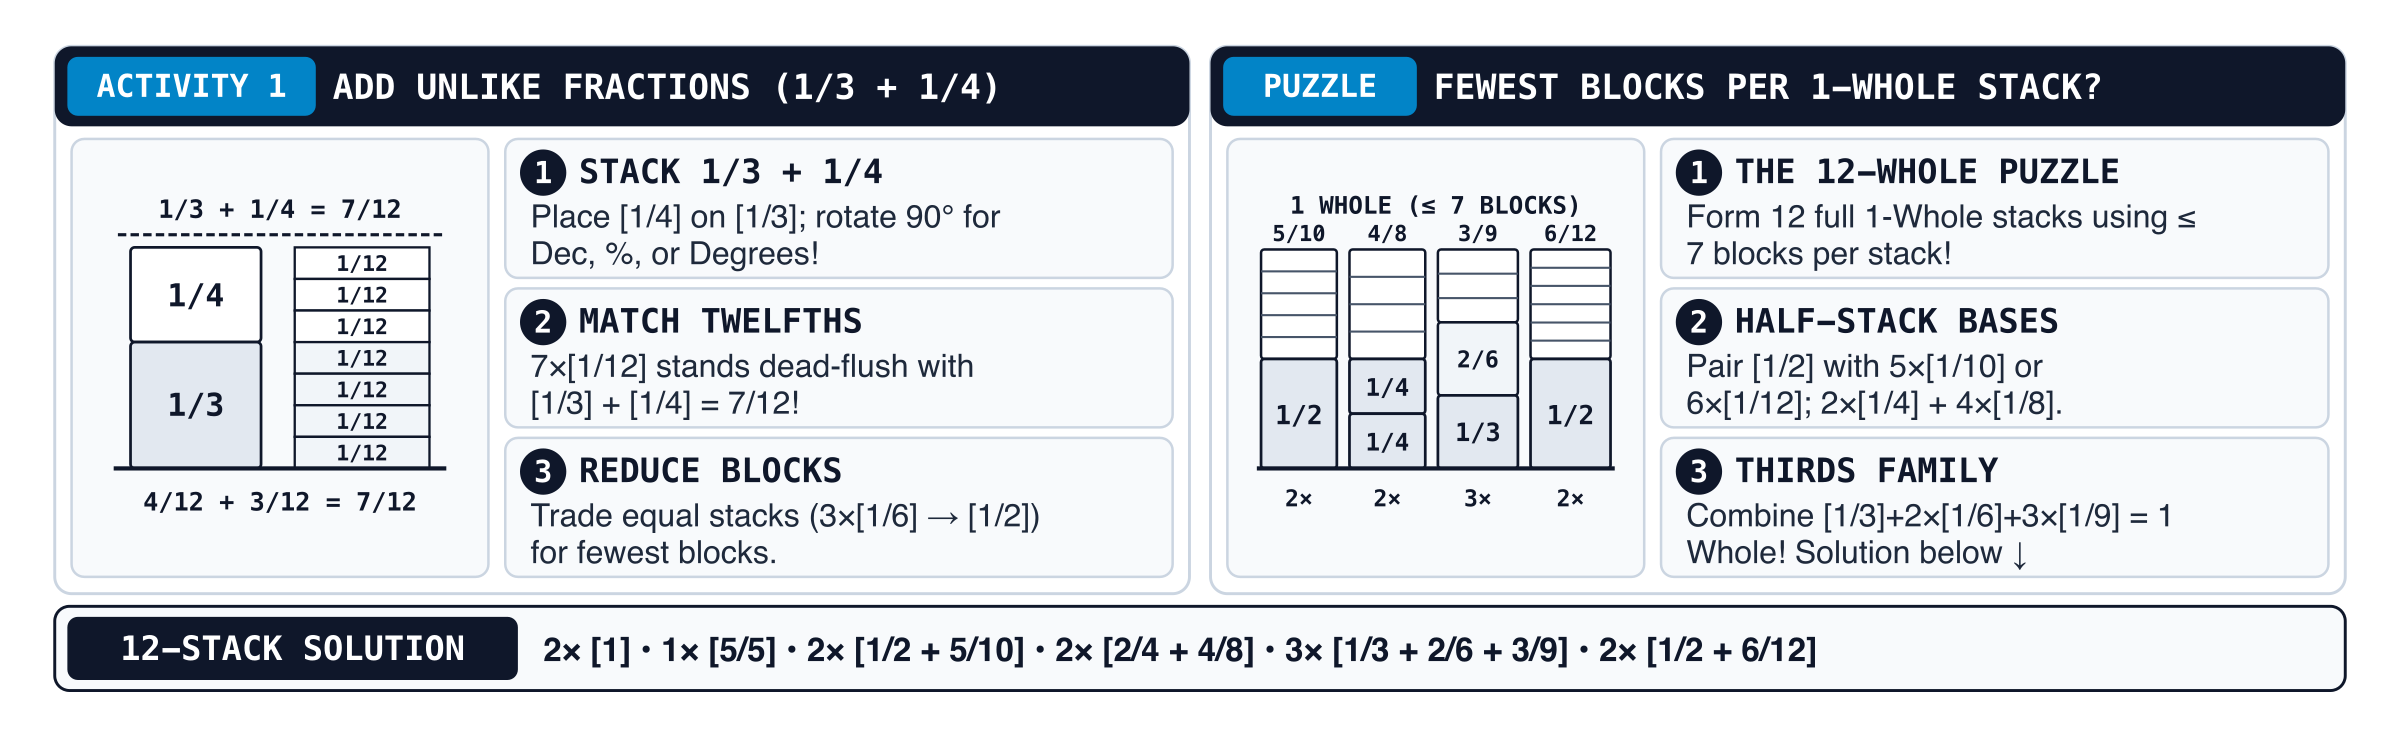 ACTIVITY 1
ADD UNLIKE FRACTIONS (1/3 + 1/4)
1/3 + 1/4 = 7/12
1/4
1/3
1/12
1/12
1/12
1/12
1/12
1/12
1/12
4/12 + 3/12 = 7/12
1 STACK 1/3 + 1/4
Place [1/4] on [1/3]; rotate 90° for
Dec, %, or Degrees!
2 MATCH TWELFTHS
7×[1/12] stands dead-flush with
[1/3] + [1/4] = 7/12!
3 REDUCE BLOCKS
Trade equal stacks (3×[1/6] → [1/2])
for fewest blocks.
PUZZLE
FEWEST BLOCKS PER 1–WHOLE STACK?
1 WHOLE (≤ 7 BLOCKS)
5/10 4/8 3/9 6/12
1/2
1/4
1/4
2/6
1/3
1/2
2× 2× 3× 2×
1 THE 12–WHOLE PUZZLE
Form 12 full 1-Whole stacks using ≤
7 blocks per stack!
2 HALF–STACK BASES
Pair [1/2] with 5×[1/10] or
6×[1/12]; 2×[1/4] + 4×[1/8].
3 THIRDS FAMILY
Combine [1/3]+2×[1/6]+3×[1/9] = 1
Whole! Solution below ↓
12–STACK SOLUTION
2× [1] • 1× [5/5] • 2× [1/2 + 5/10] • 2× [2/4 + 4/8] • 3× [1/3 + 2/6 + 3/9] • 2× [1/2 + 6/12]